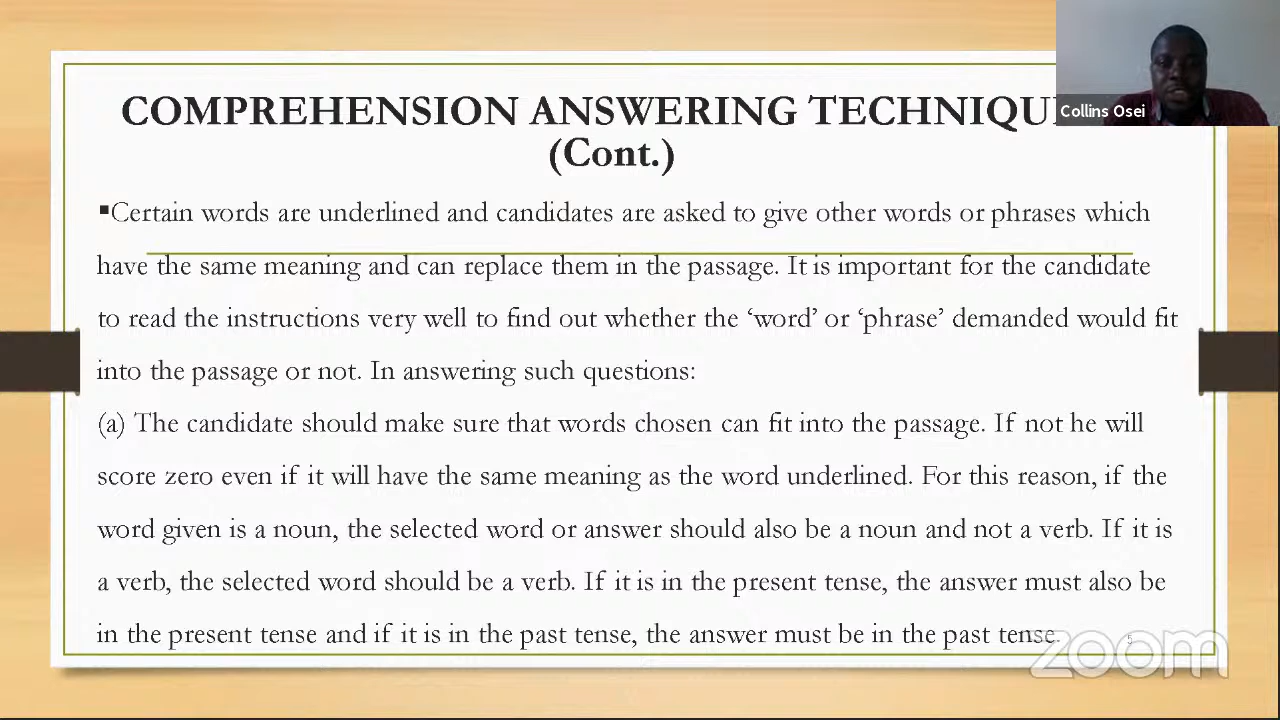 COMPREHENSION ANSWERING TECHNIQU
(Cont.)
Collins Osei
▪Certain words are underlined and candidates are asked to give other words or phrases which
have the same meaning and can replace them in the passage. It is important for the candidate
to read the instructions very well to find out whether the ‘word’ or ‘phrase’ demanded would fit
into the passage or not. In answering such questions:
(a) The candidate should make sure that words chosen can fit into the passage. If not he will
score zero even if it will have the same meaning as the word underlined. For this reason, if the
word given is a noun, the selected word or answer should also be a noun and not a verb. If it is
a verb, the selected word should be a verb. If it is in the present tense, the answer must also be
in the present tense and if it is in the past tense, the answer must be in the past tense.
5
zoom